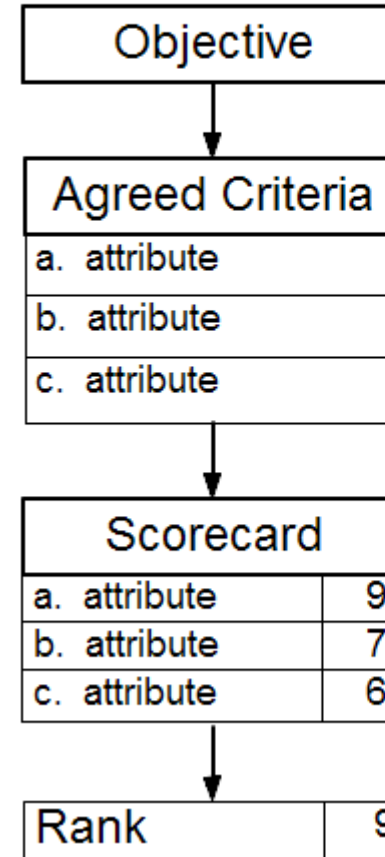 Objective
Agreed Criteria
a. attribute
b. attribute
c. attribute
Scorecard
a. attribute 9
b. attribute 7
c. attribute 6
Rank 9